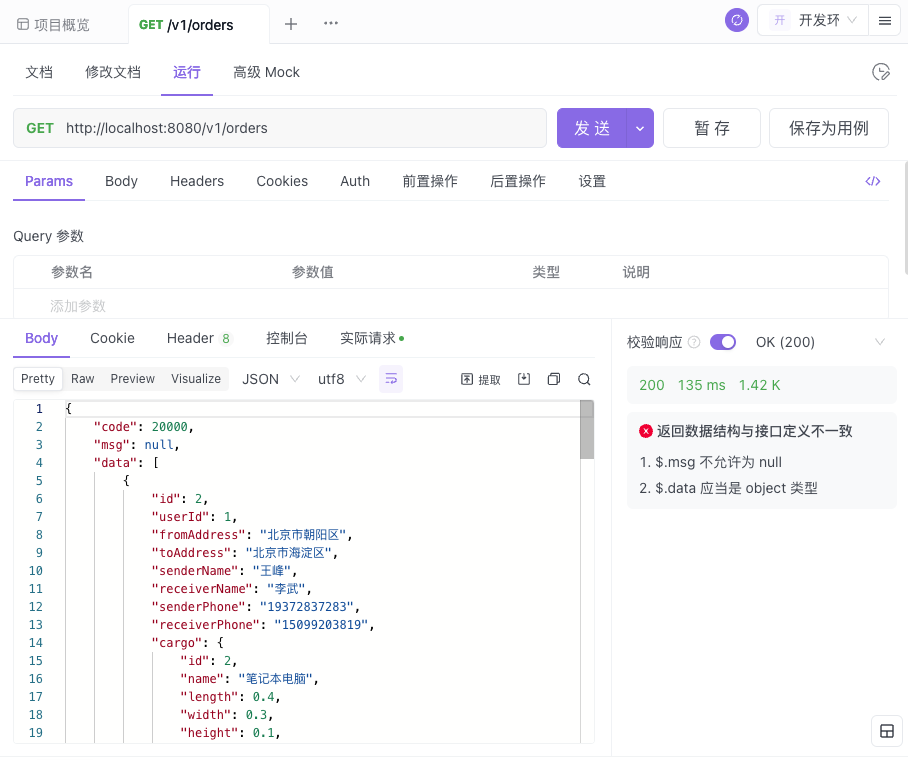 项目概览 GET /v1/orders 开 开发环
文档 修改文档 运行 高级 Mock
GET http://localhost:8080/v1/orders 发 送 暂 存 保存为用例
Params Body Headers Cookies Auth 前置操作 后置操作 设置 </>
Query 参数
参数名 参数值 类型 说明
添加参数
Body Cookie Header 8 控制台 实际请求
Pretty Raw Preview Visualize JSON utf8 提取
1 {
2 "code": 20000,
3 "msg": null,
4 "data": [
5 {
6 "id": 2,
7 "userId": 1,
8 "fromAddress": "北京市朝阳区",
9 "toAddress": "北京市海淀区",
10 "senderName": "王峰",
11 "receiverName": "李武",
12 "senderPhone": "19372837283",
13 "receiverPhone": "15099203819",
14 "cargo": {
15 "id": 2,
16 "name": "笔记本电脑",
17 "length": 0.4,
18 "width": 0.3,
19 "height": 0.1,
校验响应 ? OK (200)
200 135 ms 1.42 K
返回数据结构与接口定义不一致
1. $.msg 不允许为 null
2. $.data 应当是 object 类型